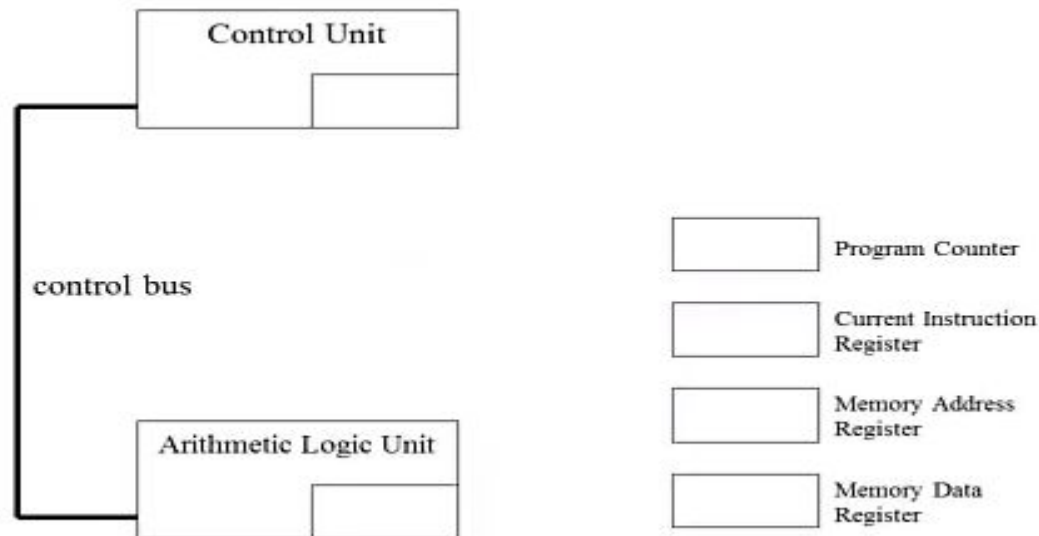 Control Unit
control bus
Arithmetic Logic Unit
Program Counter
Current Instruction
Register
Memory Address
Register
Memory Data
Register